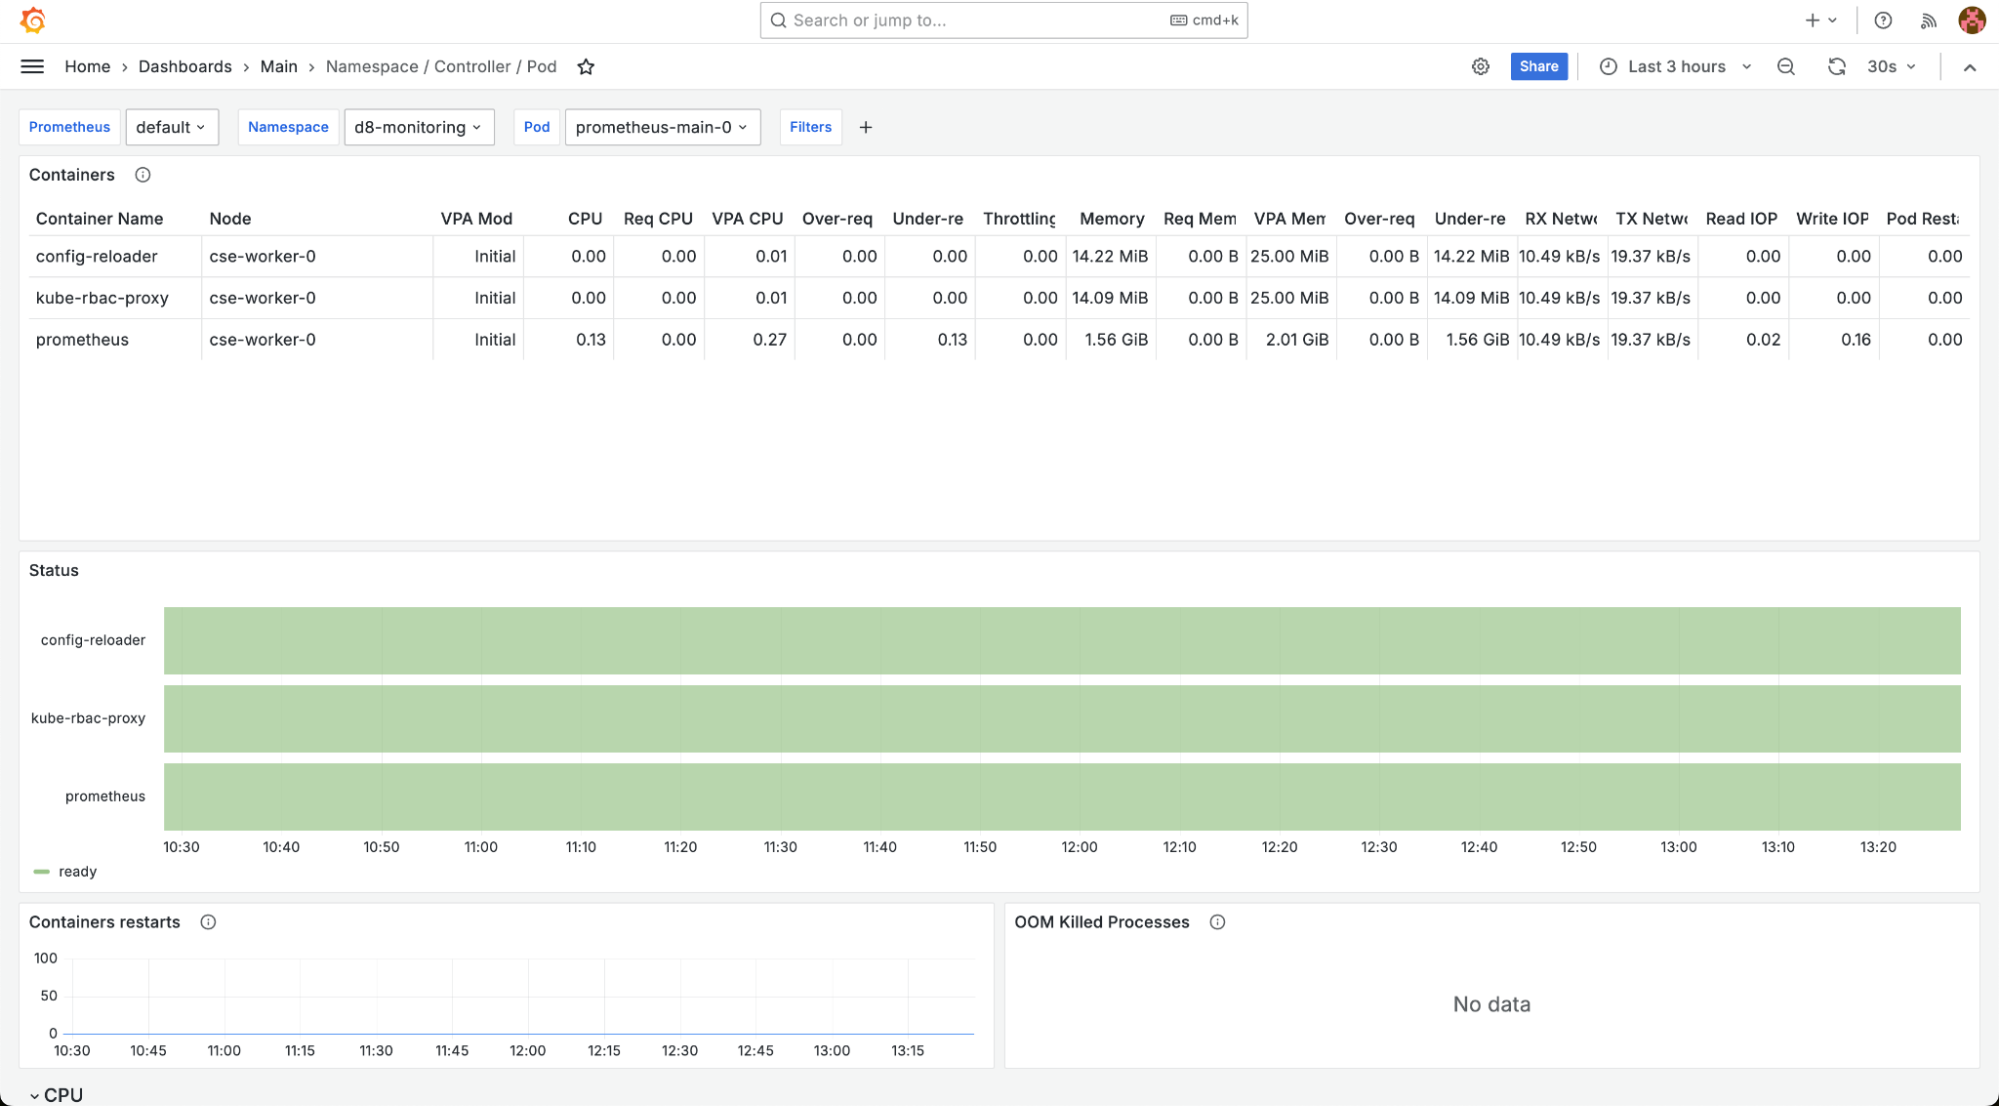 Search or jump to... cmd+k
Home › Dashboards › Main › Namespace / Controller / Pod Share Last 3 hours 30s
Prometheus default Namespace d8-monitoring Pod prometheus-main-0 Filters +
Containers
Container Name Node VPA Mod CPU Req CPU VPA CPU Over-req Under-re Throttling Memory Req Mem VPA Mem Over-req Under-re RX Netwo TX Netwo Read IOP Write IOP Pod Resta
config-reloader cse-worker-0 Initial 0.00 0.00 0.01 0.00 0.00 0.00 14.22 MiB 0.00 B 25.00 MiB 0.00 B 14.22 MiB 10.49 kB/s 19.37 kB/s 0.00 0.00 0.00
kube-rbac-proxy cse-worker-0 Initial 0.00 0.00 0.01 0.00 0.00 0.00 14.09 MiB 0.00 B 25.00 MiB 0.00 B 14.09 MiB 10.49 kB/s 19.37 kB/s 0.00 0.00 0.00
prometheus cse-worker-0 Initial 0.13 0.00 0.27 0.00 0.13 0.00 1.56 GiB 0.00 B 2.01 GiB 0.00 B 1.56 GiB 10.49 kB/s 19.37 kB/s 0.02 0.16 0.00
Status
config-reloader
kube-rbac-proxy
prometheus
10:30 10:40 10:50 11:00 11:10 11:20 11:30 11:40 11:50 12:00 12:10 12:20 12:30 12:40 12:50 13:00 13:10 13:20
ready
Containers restarts
100
50
0
10:30 10:45 11:00 11:15 11:30 11:45 12:00 12:15 12:30 12:45 13:00 13:15
OOM Killed Processes
No data
CPU